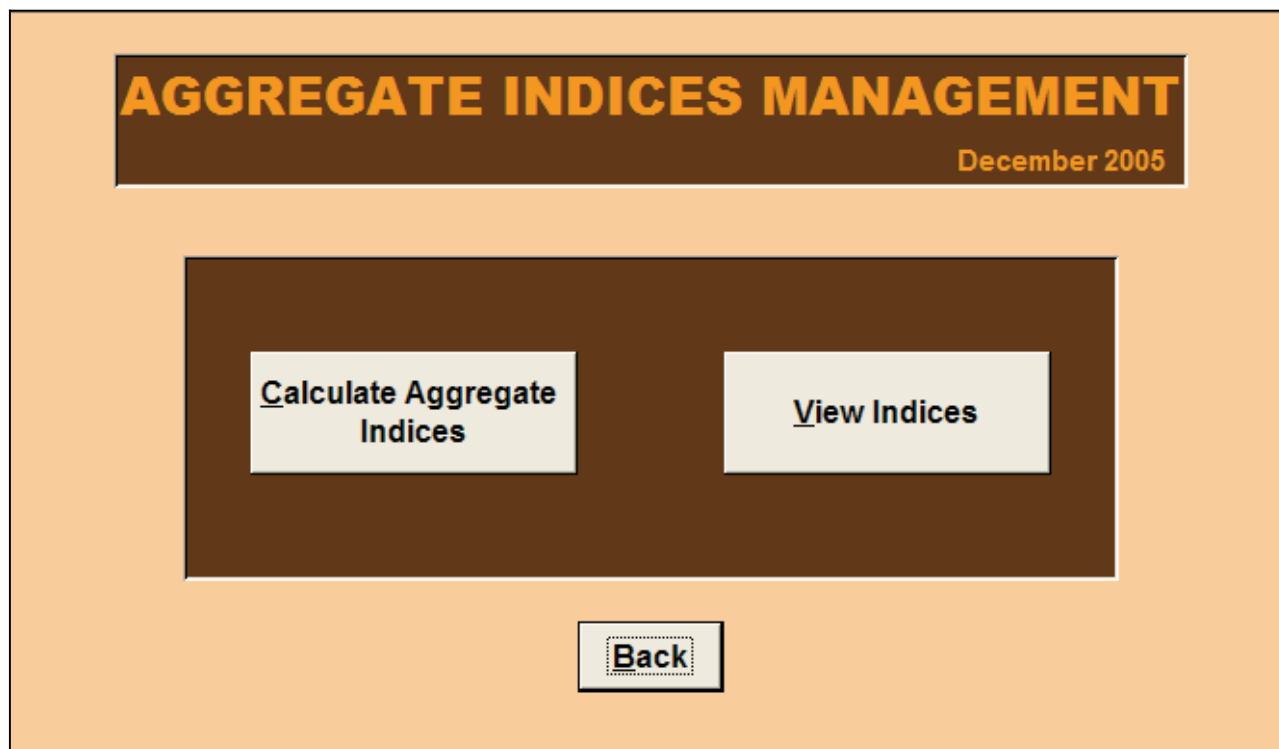 AGGREGATE INDICES MANAGEMENT
December 2005
Calculate Aggregate
Indices
View Indices
Back